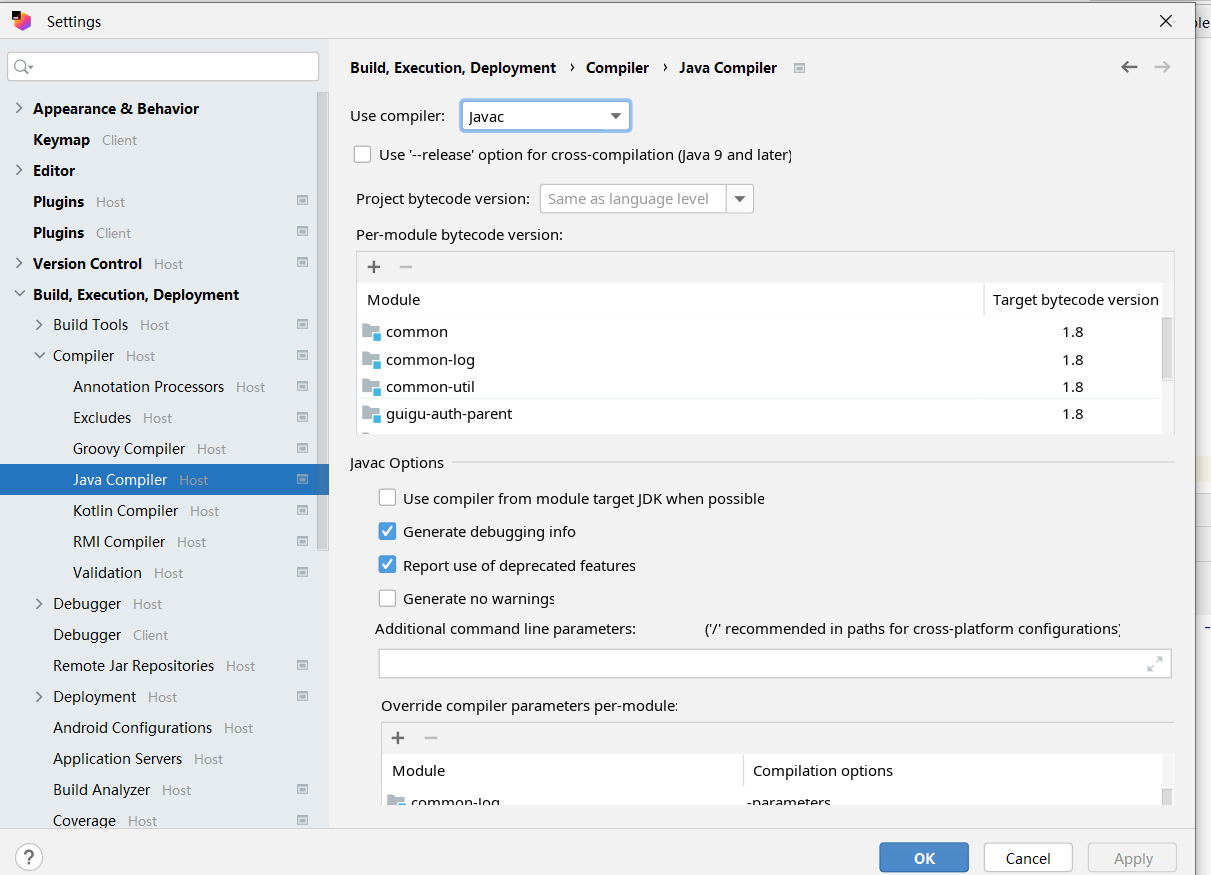 Settings
Build, Execution, Deployment › Compiler › Java Compiler
Appearance & Behavior
Keymap Client
Editor
Plugins Host
Plugins Client
Version Control Host
Build, Execution, Deployment
Build Tools Host
Compiler Host
Annotation Processors Host
Excludes Host
Groovy Compiler Host
Java Compiler Host
Kotlin Compiler Host
RMI Compiler Host
Validation Host
Debugger Host
Debugger Client
Remote Jar Repositories Host
Deployment Host
Android Configurations Host
Application Servers Host
Build Analyzer Host
Coverage Host
Use compiler: Javac
Use '--release' option for cross-compilation (Java 9 and later)
Project bytecode version: Same as language level
Per-module bytecode version:
Module Target bytecode version
common 1.8
common-log 1.8
common-util 1.8
guigu-auth-parent 1.8
Javac Options
Use compiler from module target JDK when possible
Generate debugging info
Report use of deprecated features
Generate no warnings
Additional command line parameters: ('/' recommended in paths for cross-platform configurations)
Override compiler parameters per-module:
Module Compilation options
common-log -parameters
? OK Cancel Apply